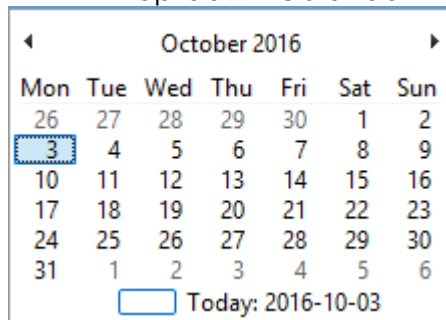 October 2016
Mon Tue Wed Thu Fri Sat Sun
26 27 28 29 30 1 2
3 4 5 6 7 8 9
10 11 12 13 14 15 16
17 18 19 20 21 22 23
24 25 26 27 28 29 30
31 1 2 3 4 5 6
Today: 2016-10-03